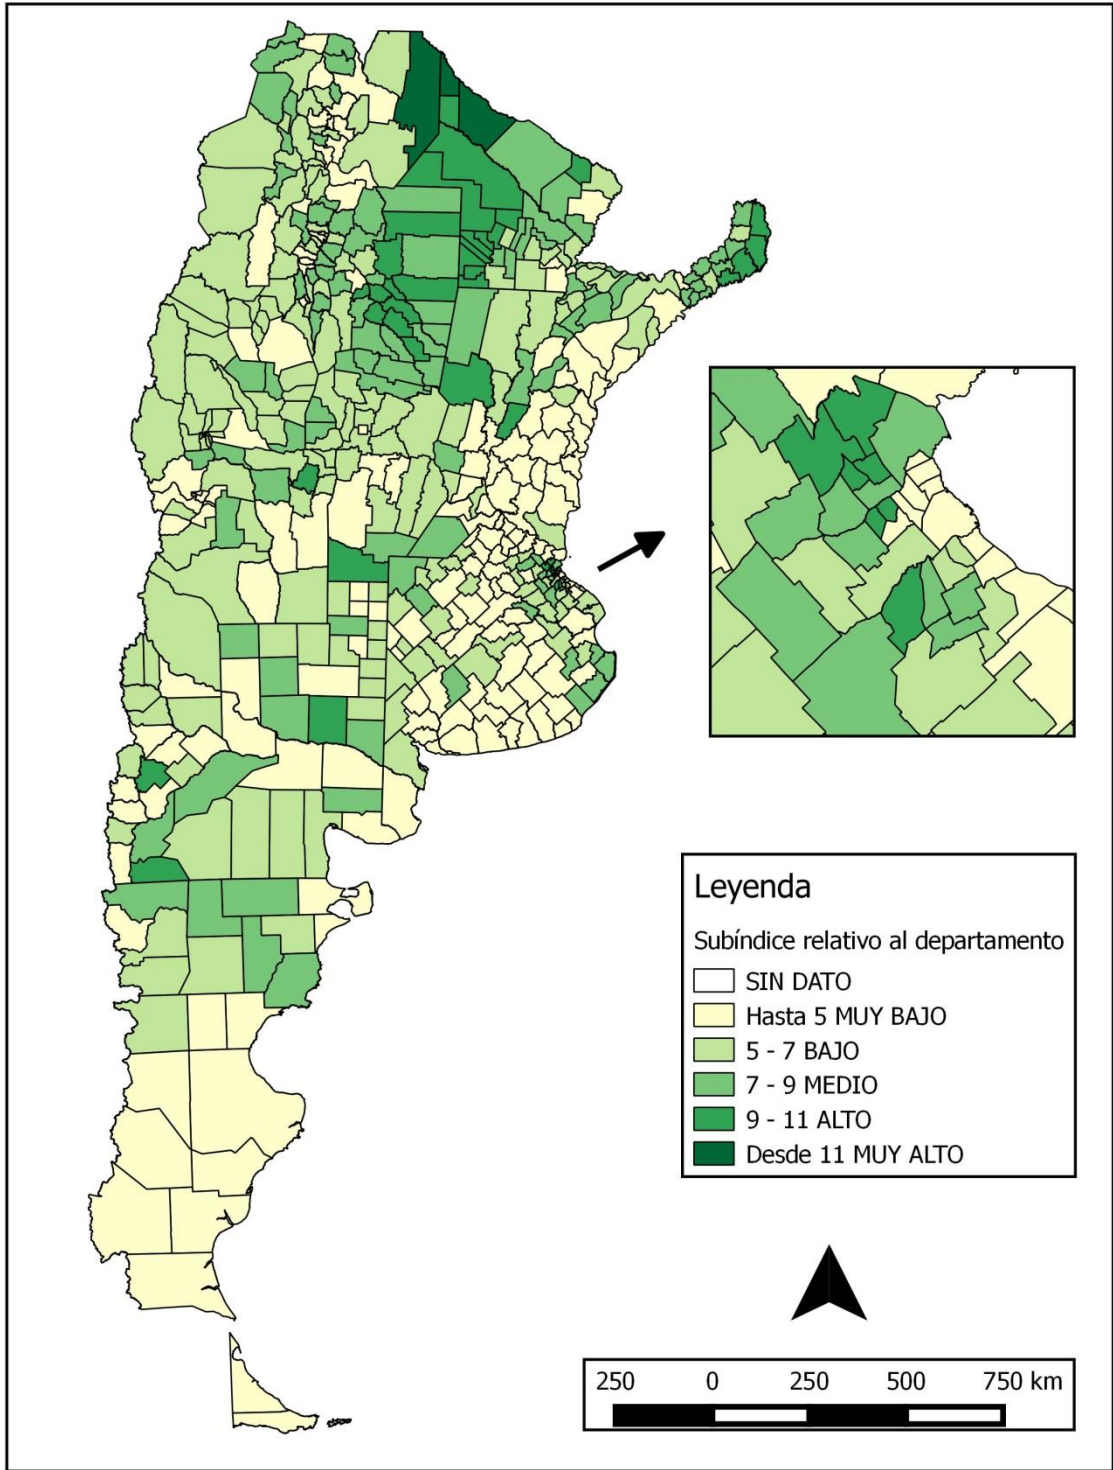 Leyenda
Subíndice relativo al departamento
SIN DATO
Hasta 5 MUY BAJO
5 - 7 BAJO
7 - 9 MEDIO
9 - 11 ALTO
Desde 11 MUY ALTO
250 0 250 500 750 km